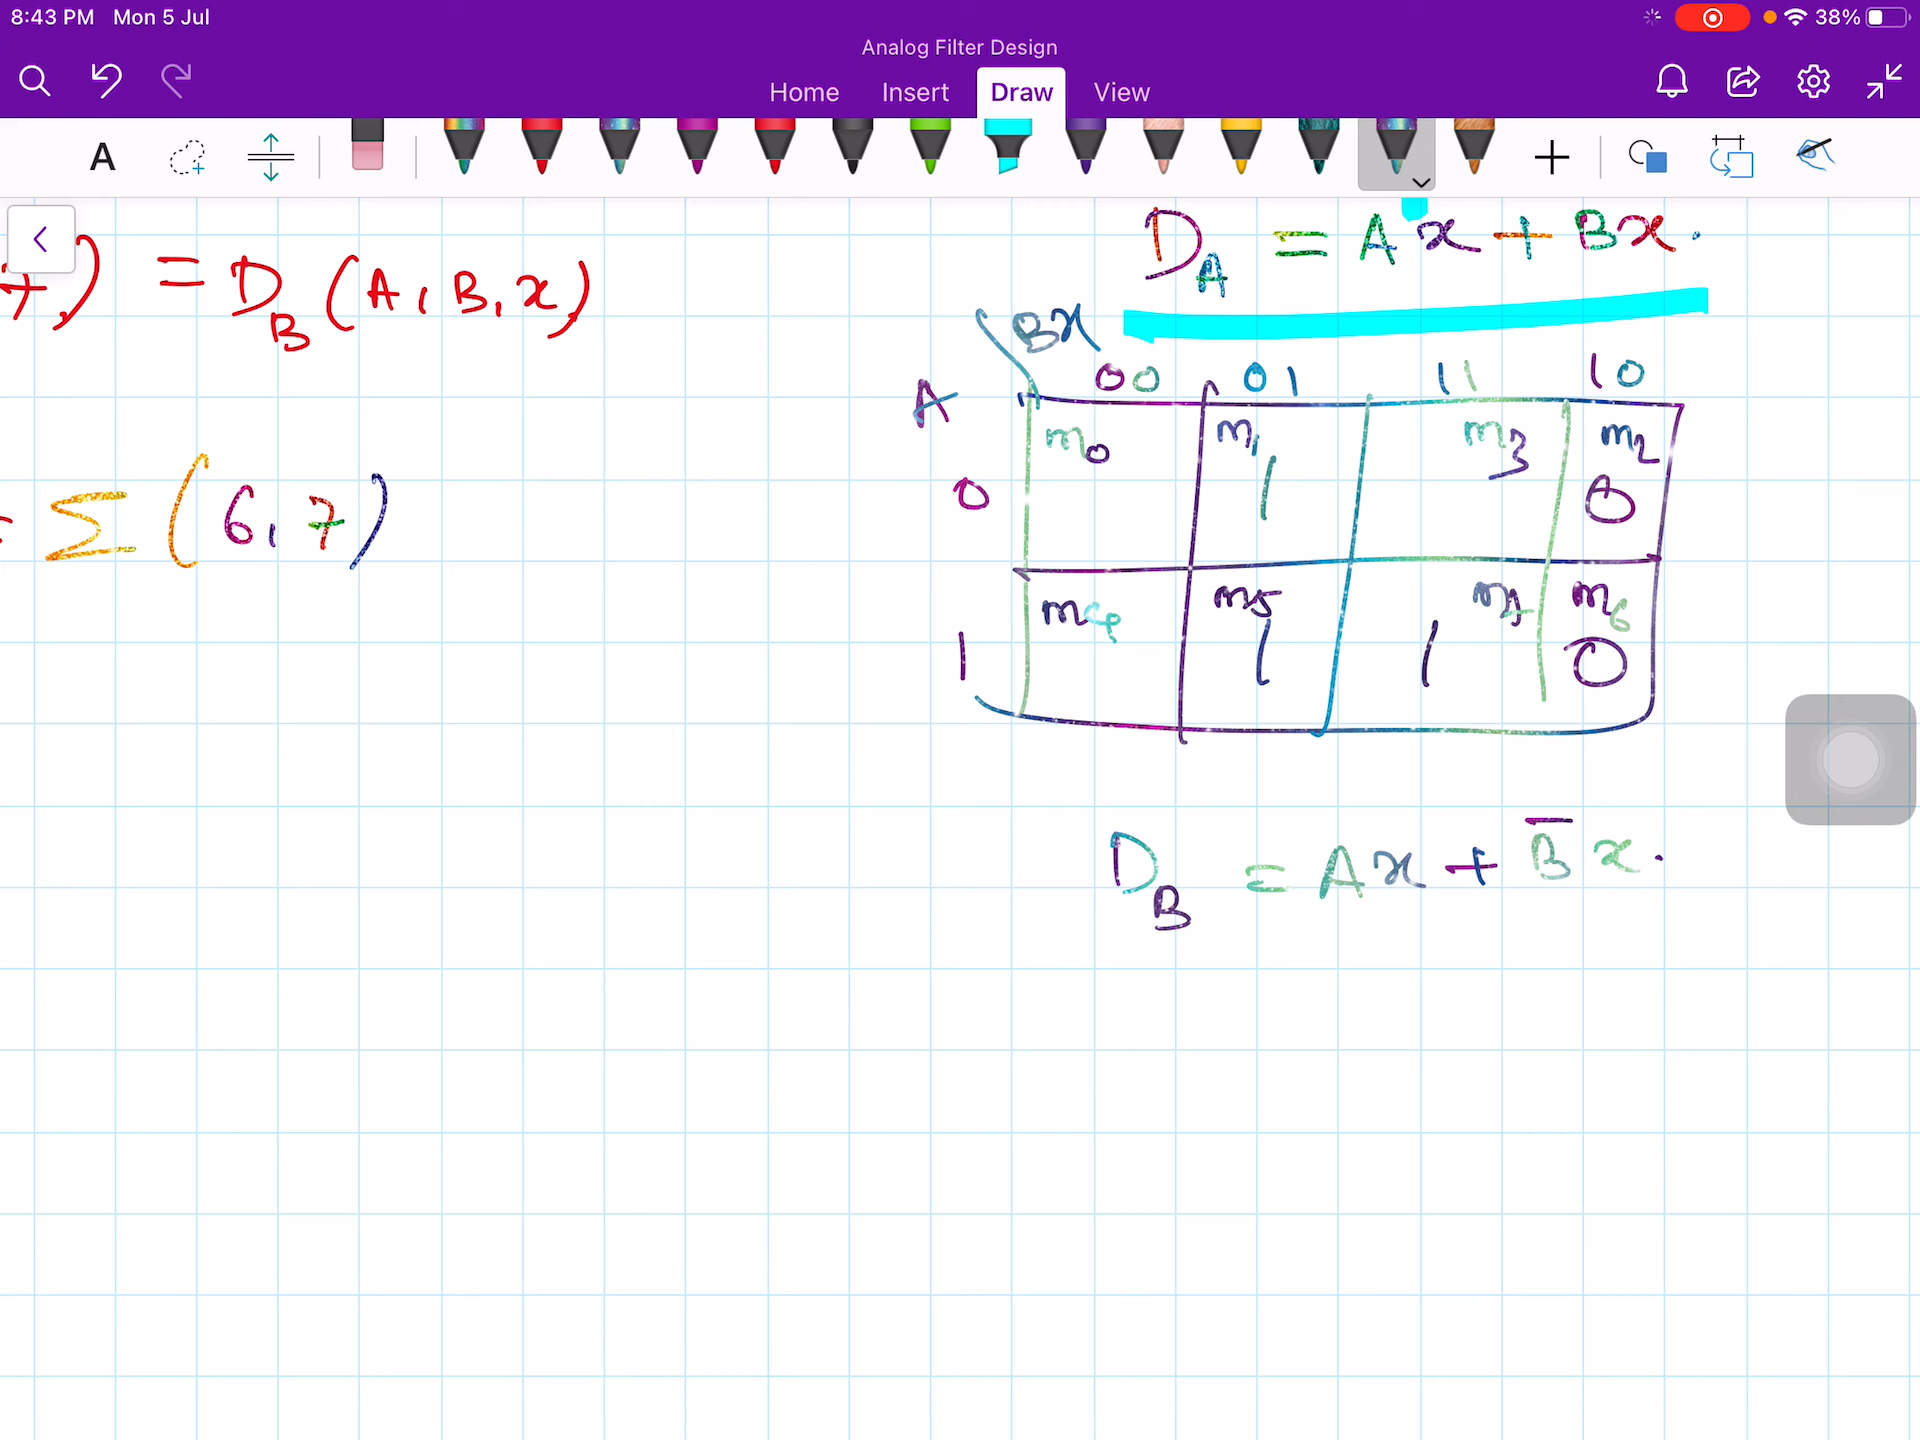 8:43 PM Mon 5 Jul
38%
Analog Filter Design
Home Insert Draw View
A
7) = D_B (A, B, x)
D_A = Ax + Bx.
Bx
A
00 01 11 10
0
m0 m1 m3 m2
1 0
1
m4 m5 m7 m6
1 1 0
Σ (6, 7)
D_B = Ax + B̅x.